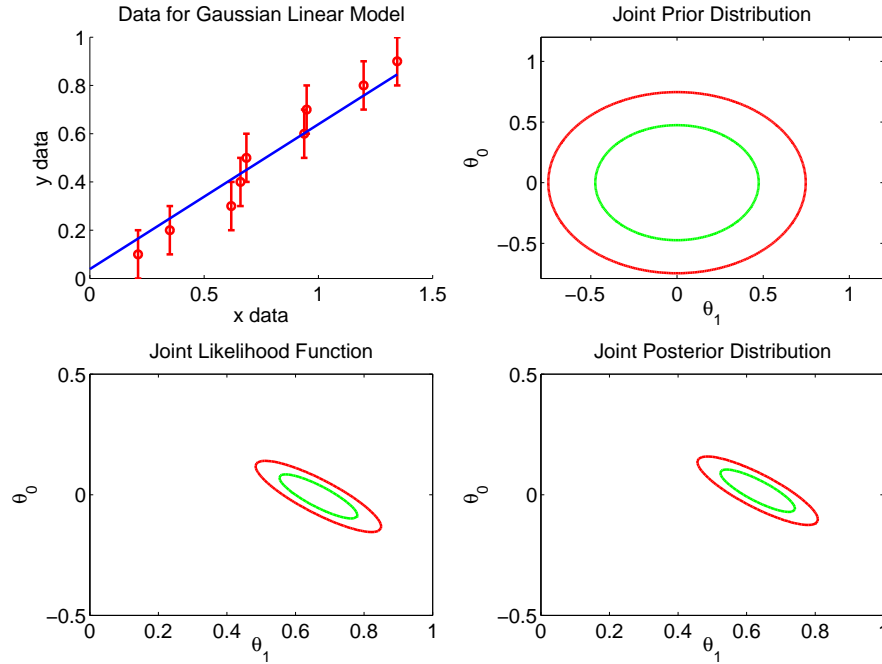 Data for Gaussian Linear Model
1
0.8
0.6
0.4
0.2
0
y data
0 0.5 1 1.5
x data
Joint Prior Distribution
1
0.5
0
−0.5
θ0
−0.5 0 0.5 1
θ1
Joint Likelihood Function
0.5
0
−0.5
θ0
0 0.2 0.4 0.6 0.8 1
θ1
Joint Posterior Distribution
0.5
0
−0.5
θ0
0 0.2 0.4 0.6 0.8 1
θ1